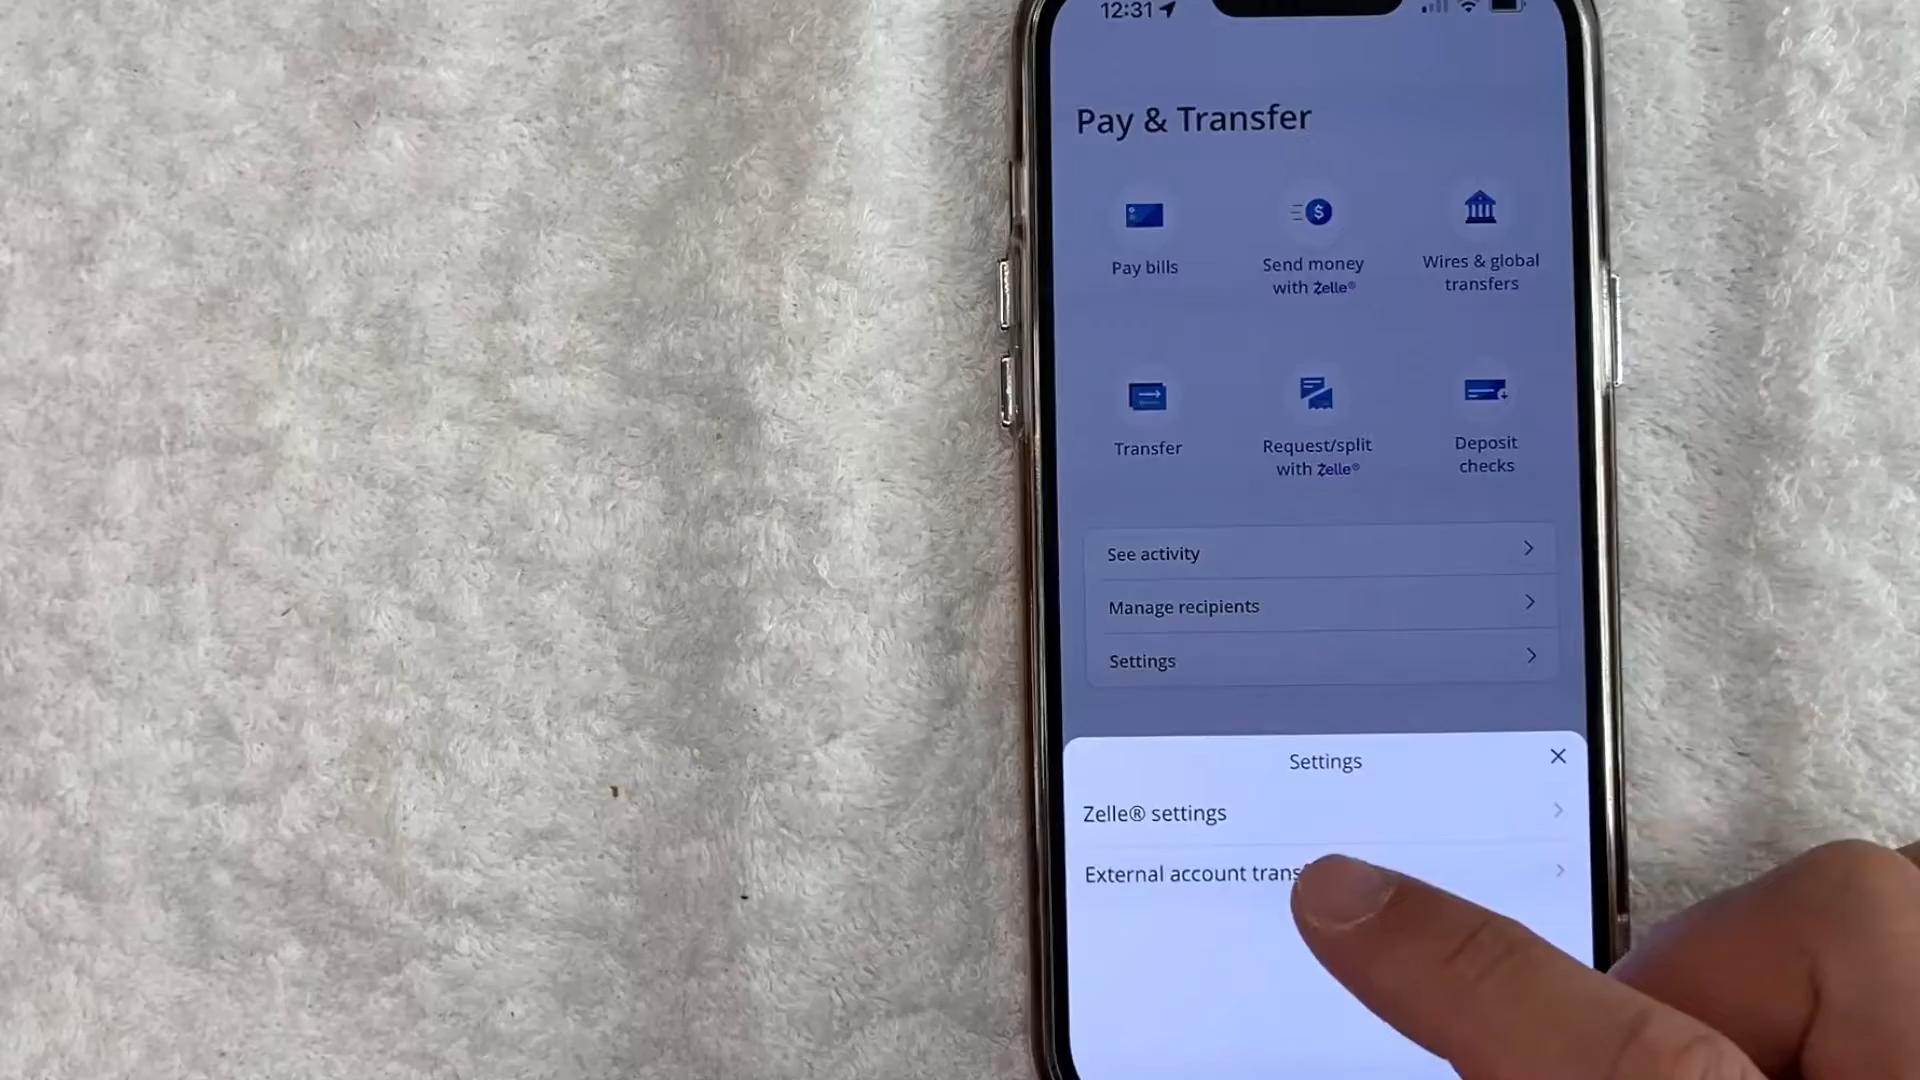 12:31
Pay & Transfer
Pay bills
Send money
with Zelle®
Wires & global
transfers
Transfer
Request/split
with Zelle®
Deposit
checks
See activity
Manage recipients
Settings
Settings
Zelle® settings
External account